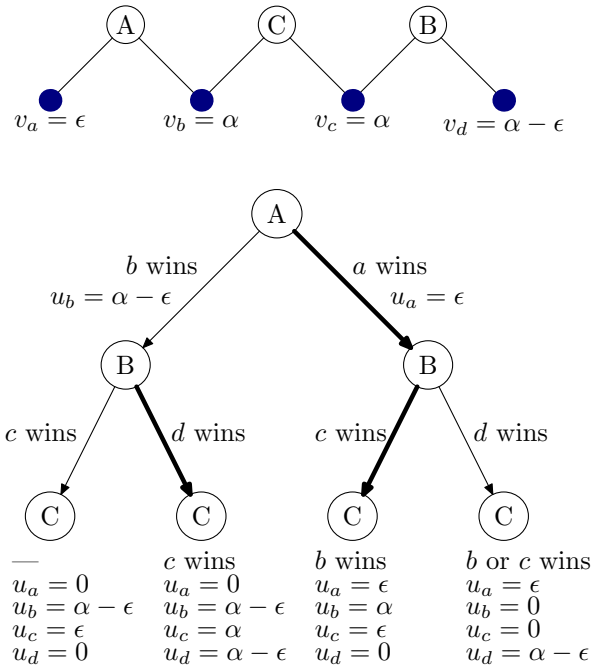 A C B
v_a = ϵ v_b = α v_c = α v_d = α − ϵ
A
b wins a wins
u_b = α − ϵ u_a = ϵ
B B
c wins d wins c wins d wins
C C C C
— c wins b wins b or c wins
u_a = 0 u_a = 0 u_a = ϵ u_a = ϵ
u_b = α − ϵ u_b = α − ϵ u_b = α u_b = 0
u_c = ϵ u_c = α u_c = ϵ u_c = 0
u_d = 0 u_d = α − ϵ u_d = 0 u_d = α − ϵ